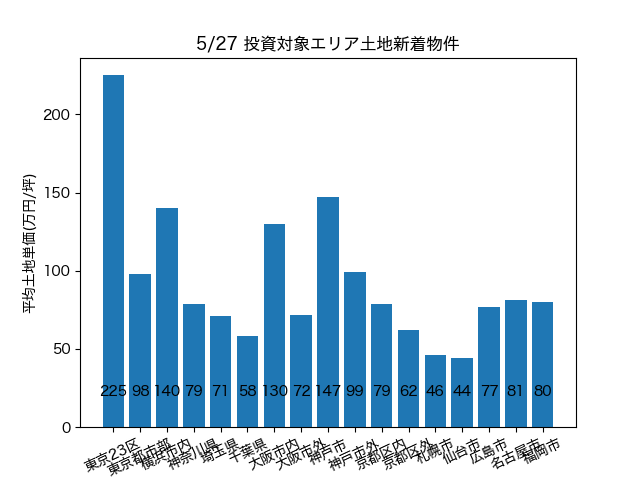 5/27 投資対象エリア土地新着物件
平均土地単価(万円/坪)
200
150
100
50
0
225 98 140 79 71 58 130 72 147 99 79 62 46 44 77 81 80
東京23区
東京都市部
横浜市内
神奈川県
埼玉県
千葉県
大阪市内
大阪市外
神戸市
神戸市外
京都区内
京都区外
札幌市
仙台市
広島市
名古屋市
福岡市